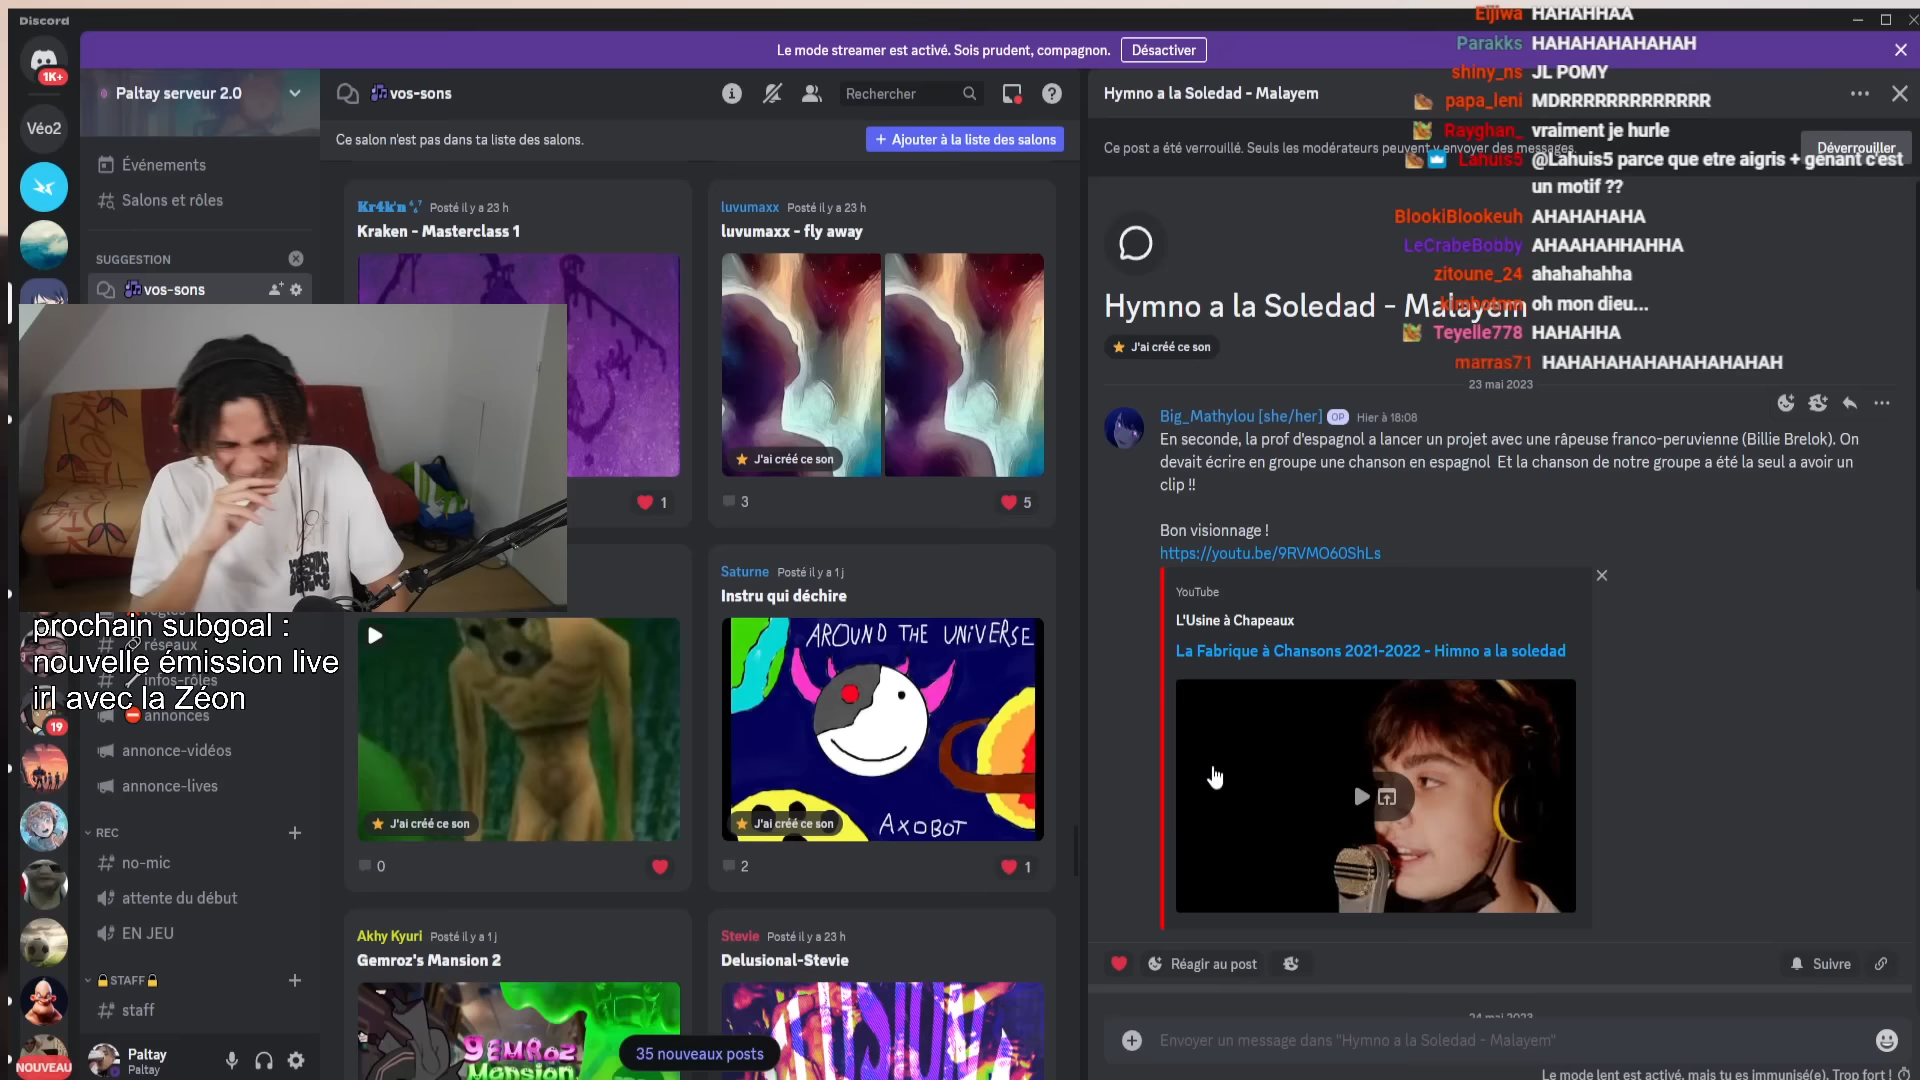 Discord
Le mode streamer est activé. Sois prudent, compagnon.
Désactiver
1K+
Véo2
19
NOUVEAU
Paltay serveur 2.0
Événements
Salons et rôles
SUGGESTION
vos-sons
réseaux
infos-rôles
annonces
annonce-vidéos
annonce-lives
REC
no-mic
attente du début
EN JEU
STAFF
staff
Paltay
Paltay
prochain subgoal :
nouvelle émission live
irl avec la Zéon
vos-sons
Rechercher
Ce salon n'est pas dans ta liste des salons.
+ Ajouter à la liste des salons
Kr4k'n Posté il y a 23 h
Kraken - Masterclass 1
1
luvumaxx Posté il y a 23 h
luvumaxx - fly away
J'ai créé ce son
3
5
J'ai créé ce son
0
Saturne Posté il y a 1 j
Instru qui déchire
AROUND THE UNIVERSE
AXOBOT
J'ai créé ce son
2
1
Akhy Kyuri Posté il y a 1 j
Gemroz's Mansion 2
GEMROZ
Mansion
Stevie Posté il y a 23 h
Delusional-Stevie
35 nouveaux posts
Hymno a la Soledad - Malayem
Ce post a été verrouillé. Seuls les modérateurs peuvent y envoyer des messages.
Déverrouiller
Hymno a la Soledad - Malayem
J'ai créé ce son
23 mai 2023
Big_Mathylou [she/her] OP Hier à 18:08
En seconde, la prof d'espagnol a lancer un projet avec une râpeuse franco-peruvienne (Billie Brelok). On
devait écrire en groupe une chanson en espagnol Et la chanson de notre groupe a été la seul a avoir un
clip !!
Bon visionnage !
https://youtu.be/9RVMO60ShLs
YouTube
L'Usine à Chapeaux
La Fabrique à Chansons 2021-2022 - Himno a la soledad
Réagir au post
Suivre
24 mai 2023
Envoyer un message dans "Hymno a la Soledad - Malayem"
Le mode lent est activé, mais tu es immunisé(e). Trop fort !
Eljiwa HAHAHHAA
Parakks HAHAHAHAHAHAH
shiny_ns JL POMY
papa_leni MDRRRRRRRRRRRRR
Rayghan_ vraiment je hurle
Lahuis5 @Lahuis5 parce que etre aigris + gênant c'est
un motif ??
BlookiBlookeuh AHAHAHAHA
LeCrabeBobby AHAAHAHHAHHA
zitoune_24 ahahahahha
kimbotmn oh mon dieu...
Teyelle778 HAHAHHA
marras71 HAHAHAHAHAHAHAHAH